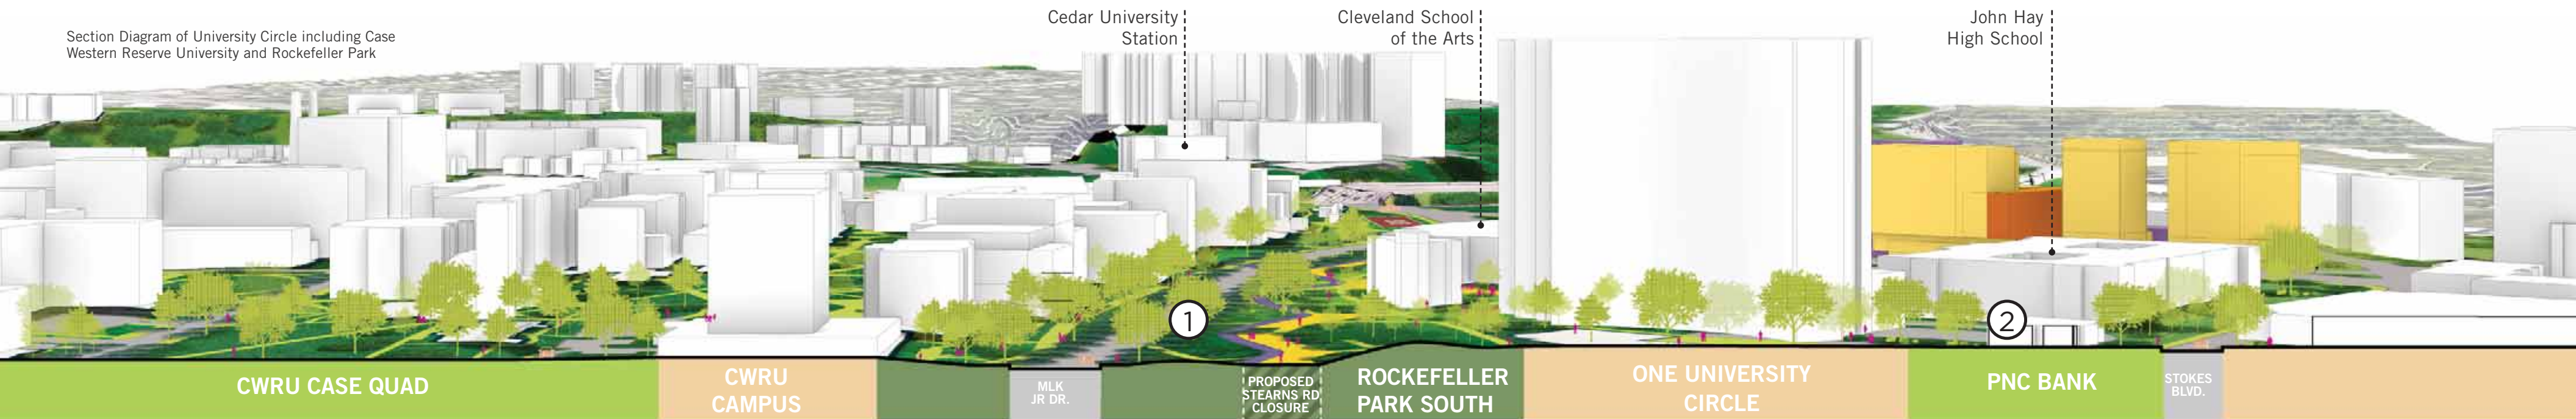 Section Diagram of University Circle including Case
Western Reserve University and Rockefeller Park
Cedar University
Station
Cleveland School
of the Arts
John Hay
High School
1
2
CWRU CASE QUAD
CWRU
CAMPUS
MLK
JR DR.
PROPOSED
STEARNS RD
CLOSURE
ROCKEFELLER
PARK SOUTH
ONE UNIVERSITY
CIRCLE
PNC BANK
STOKES
BLVD.